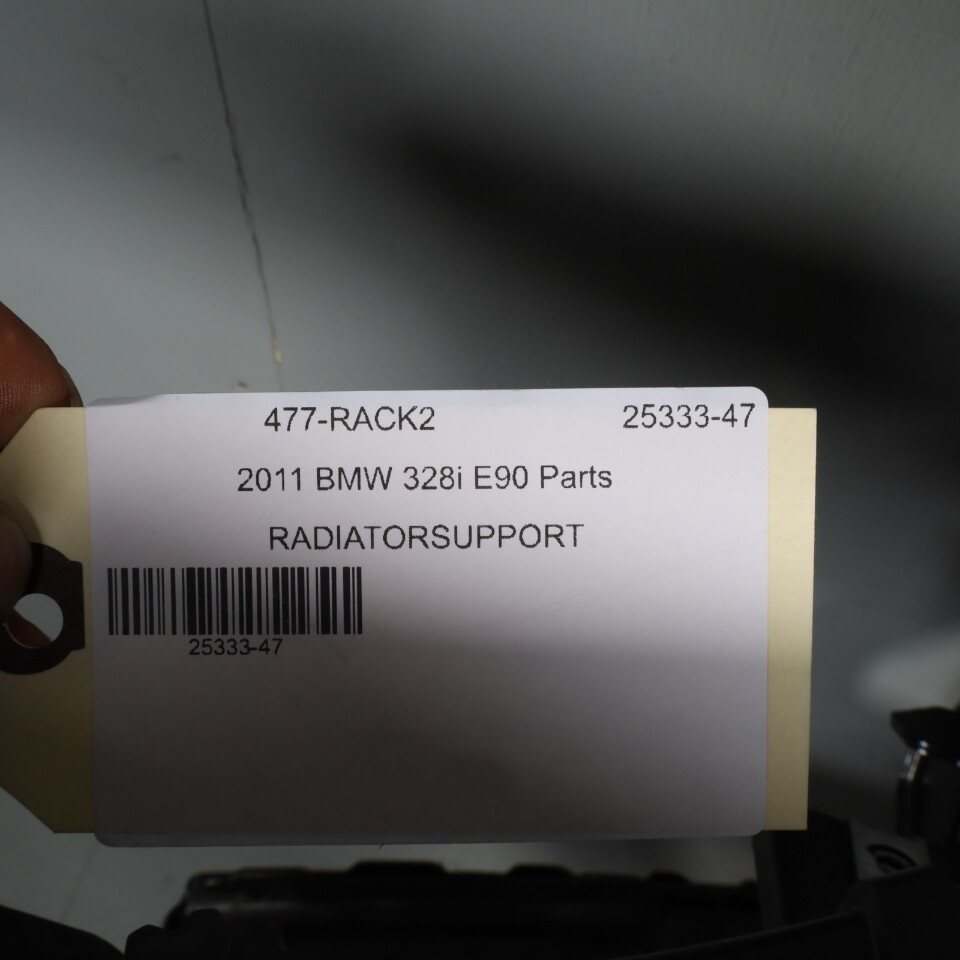 477-RACK2 25333-47
2011 BMW 328i E90 Parts
RADIATORSUPPORT
25333-47